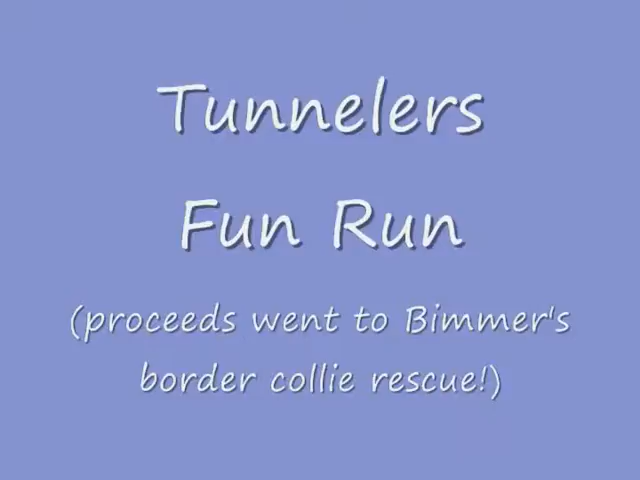 Tunnelers
Fun Run
(proceeds went to Bimmer's
border collie rescue!)